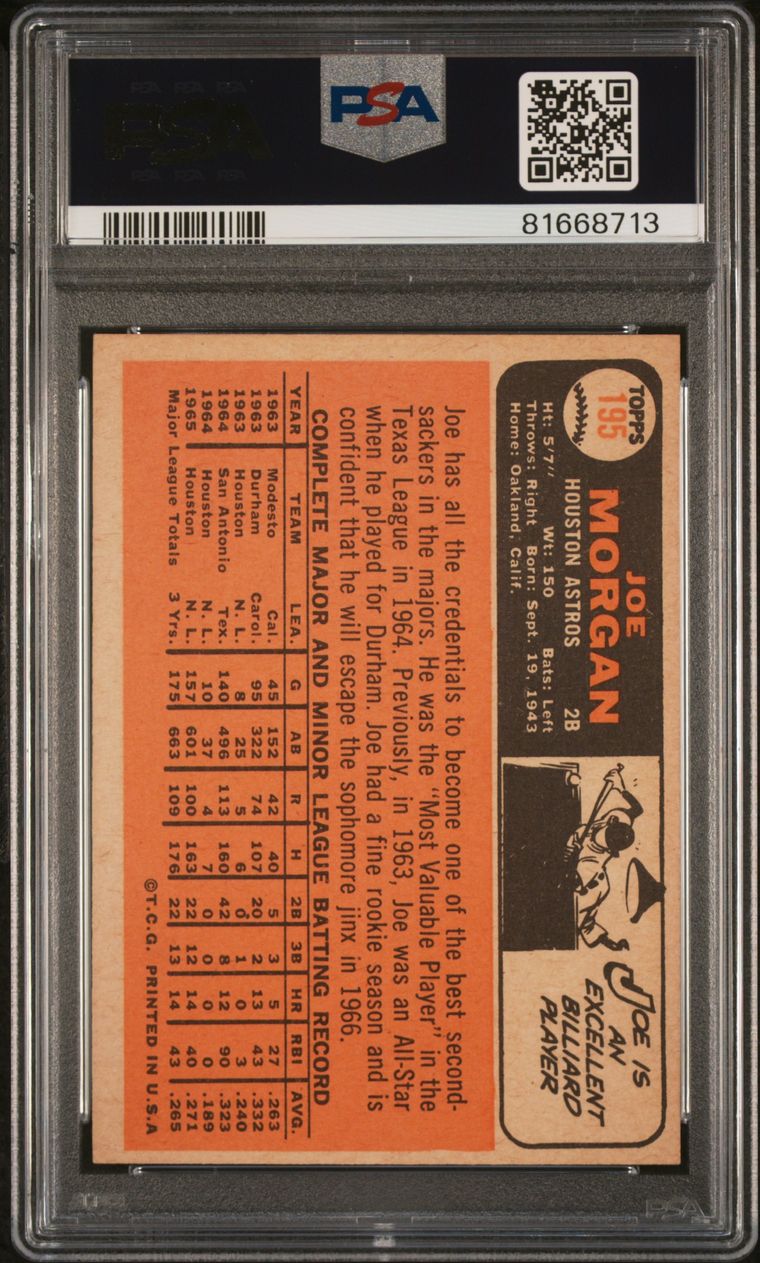 PSA
81668713
TOPPS
195
JOE
MORGAN
HOUSTON ASTROS 2B
Ht: 5'7" Wt: 150 Bats: Left
Throws: Right Born: Sept. 19, 1943
Home: Oakland, Calif.
JOE IS
AN
EXCELLENT
BILLIARD
PLAYER
Joe has all the credentials to become one of the best second-
sackers in the majors. He was the "Most Valuable Player" in the
Texas League in 1964. Previously, in 1963, Joe was an All-Star
when he played for Durham. Joe had a fine rookie season and is
confident that he will escape the sophomore jinx in 1966.
COMPLETE MAJOR AND MINOR LEAGUE BATTING RECORD
YEAR TEAM LEA. G AB R H 2B 3B HR RBI AVG.
1963 Modesto Cal. 45 152 42 40 5 3 5 27 .263
1963 Durham Carol. 95 322 74 107 20 2 13 43 .332
1963 Houston N. L. 8 25 5 6 0 1 0 3 .240
1964 San Antonio Tex. 140 496 113 160 42 8 12 90 .323
1964 Houston N. L. 10 37 4 7 0 0 0 0 .189
1965 Houston N. L. 157 601 100 163 22 12 14 40 .271
Major League Totals 3 Yrs. 175 663 109 176 22 13 14 43 .265
©T.C.G. PRINTED IN U.S.A
PSA